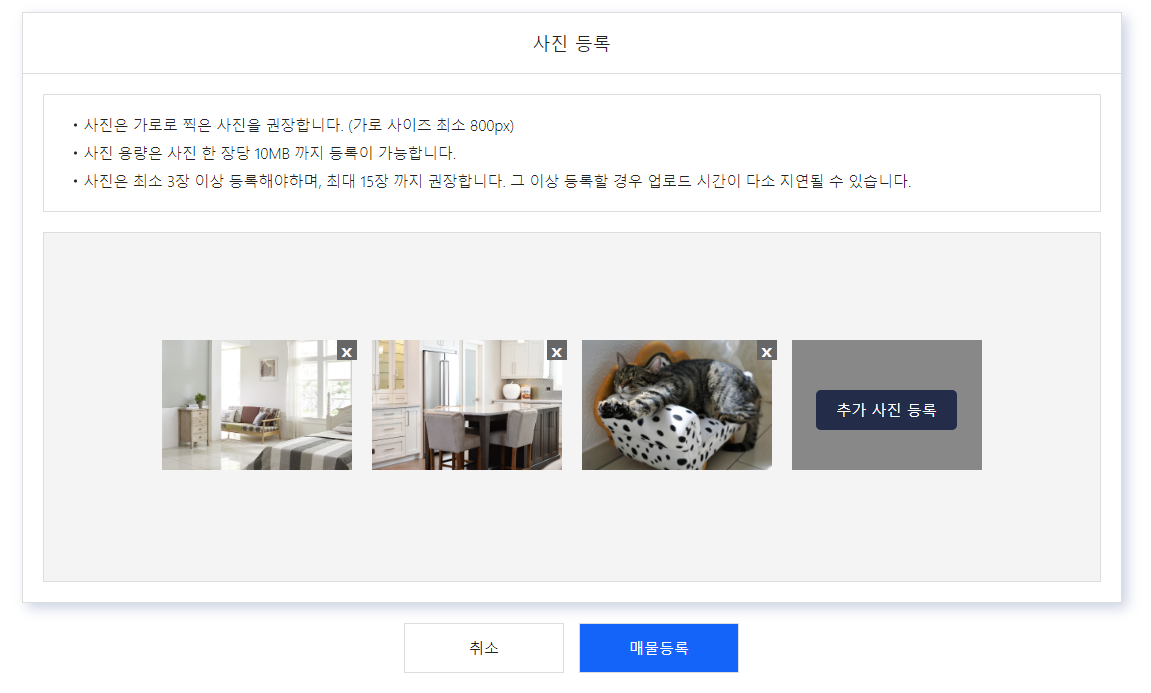 사진 등록
• 사진은 가로로 찍은 사진을 권장합니다. (가로 사이즈 최소 800px)
• 사진 용량은 사진 한 장당 10MB 까지 등록이 가능합니다.
• 사진은 최소 3장 이상 등록해야하며, 최대 15장 까지 권장합니다. 그 이상 등록할 경우 업로드 시간이 다소 지연될 수 있습니다.
x x x
추가 사진 등록
취소 매물등록